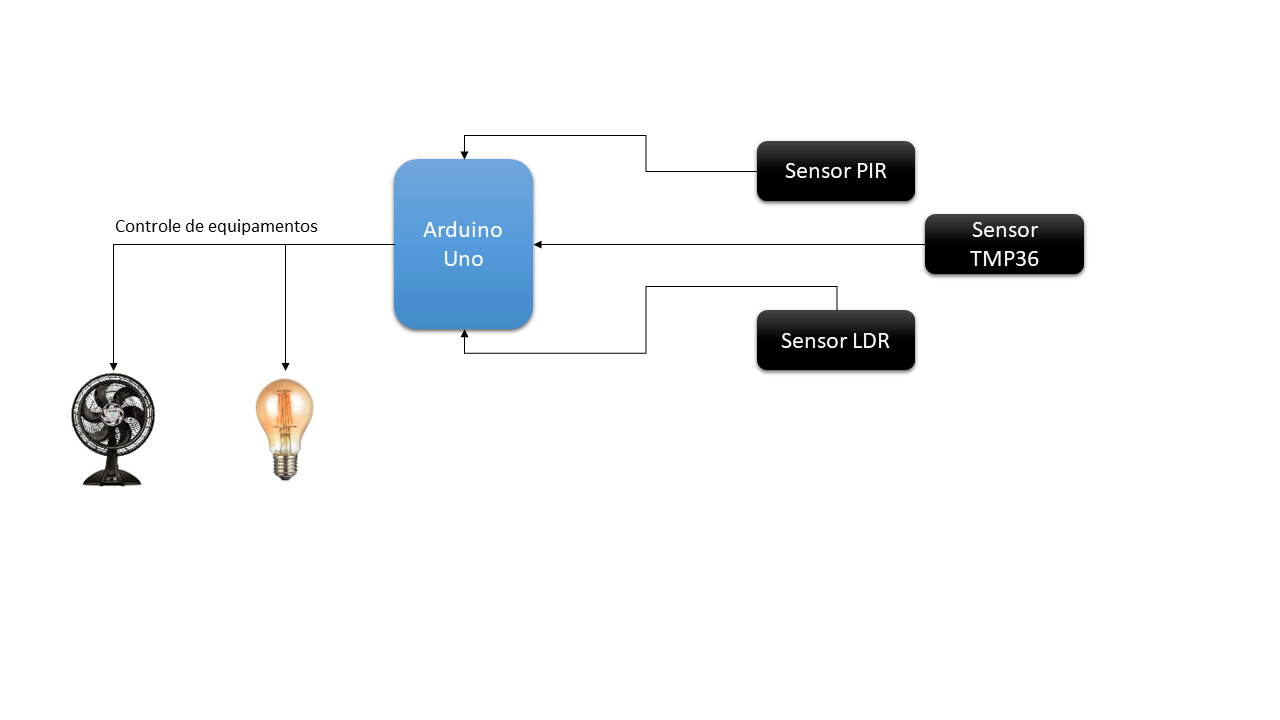 Sensor PIR
Controle de equipamentos
Arduino
Uno
Sensor
TMP36
Sensor LDR